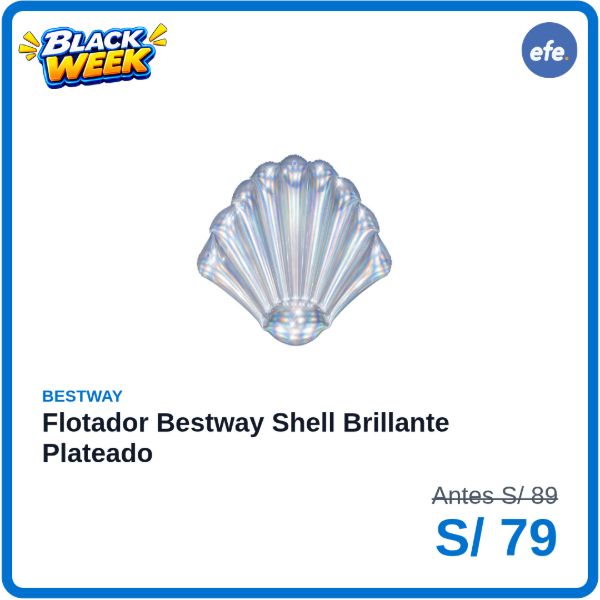 BLACK
WEEK
efe.
BESTWAY
Flotador Bestway Shell Brillante
Plateado
Antes S/ 89
S/ 79